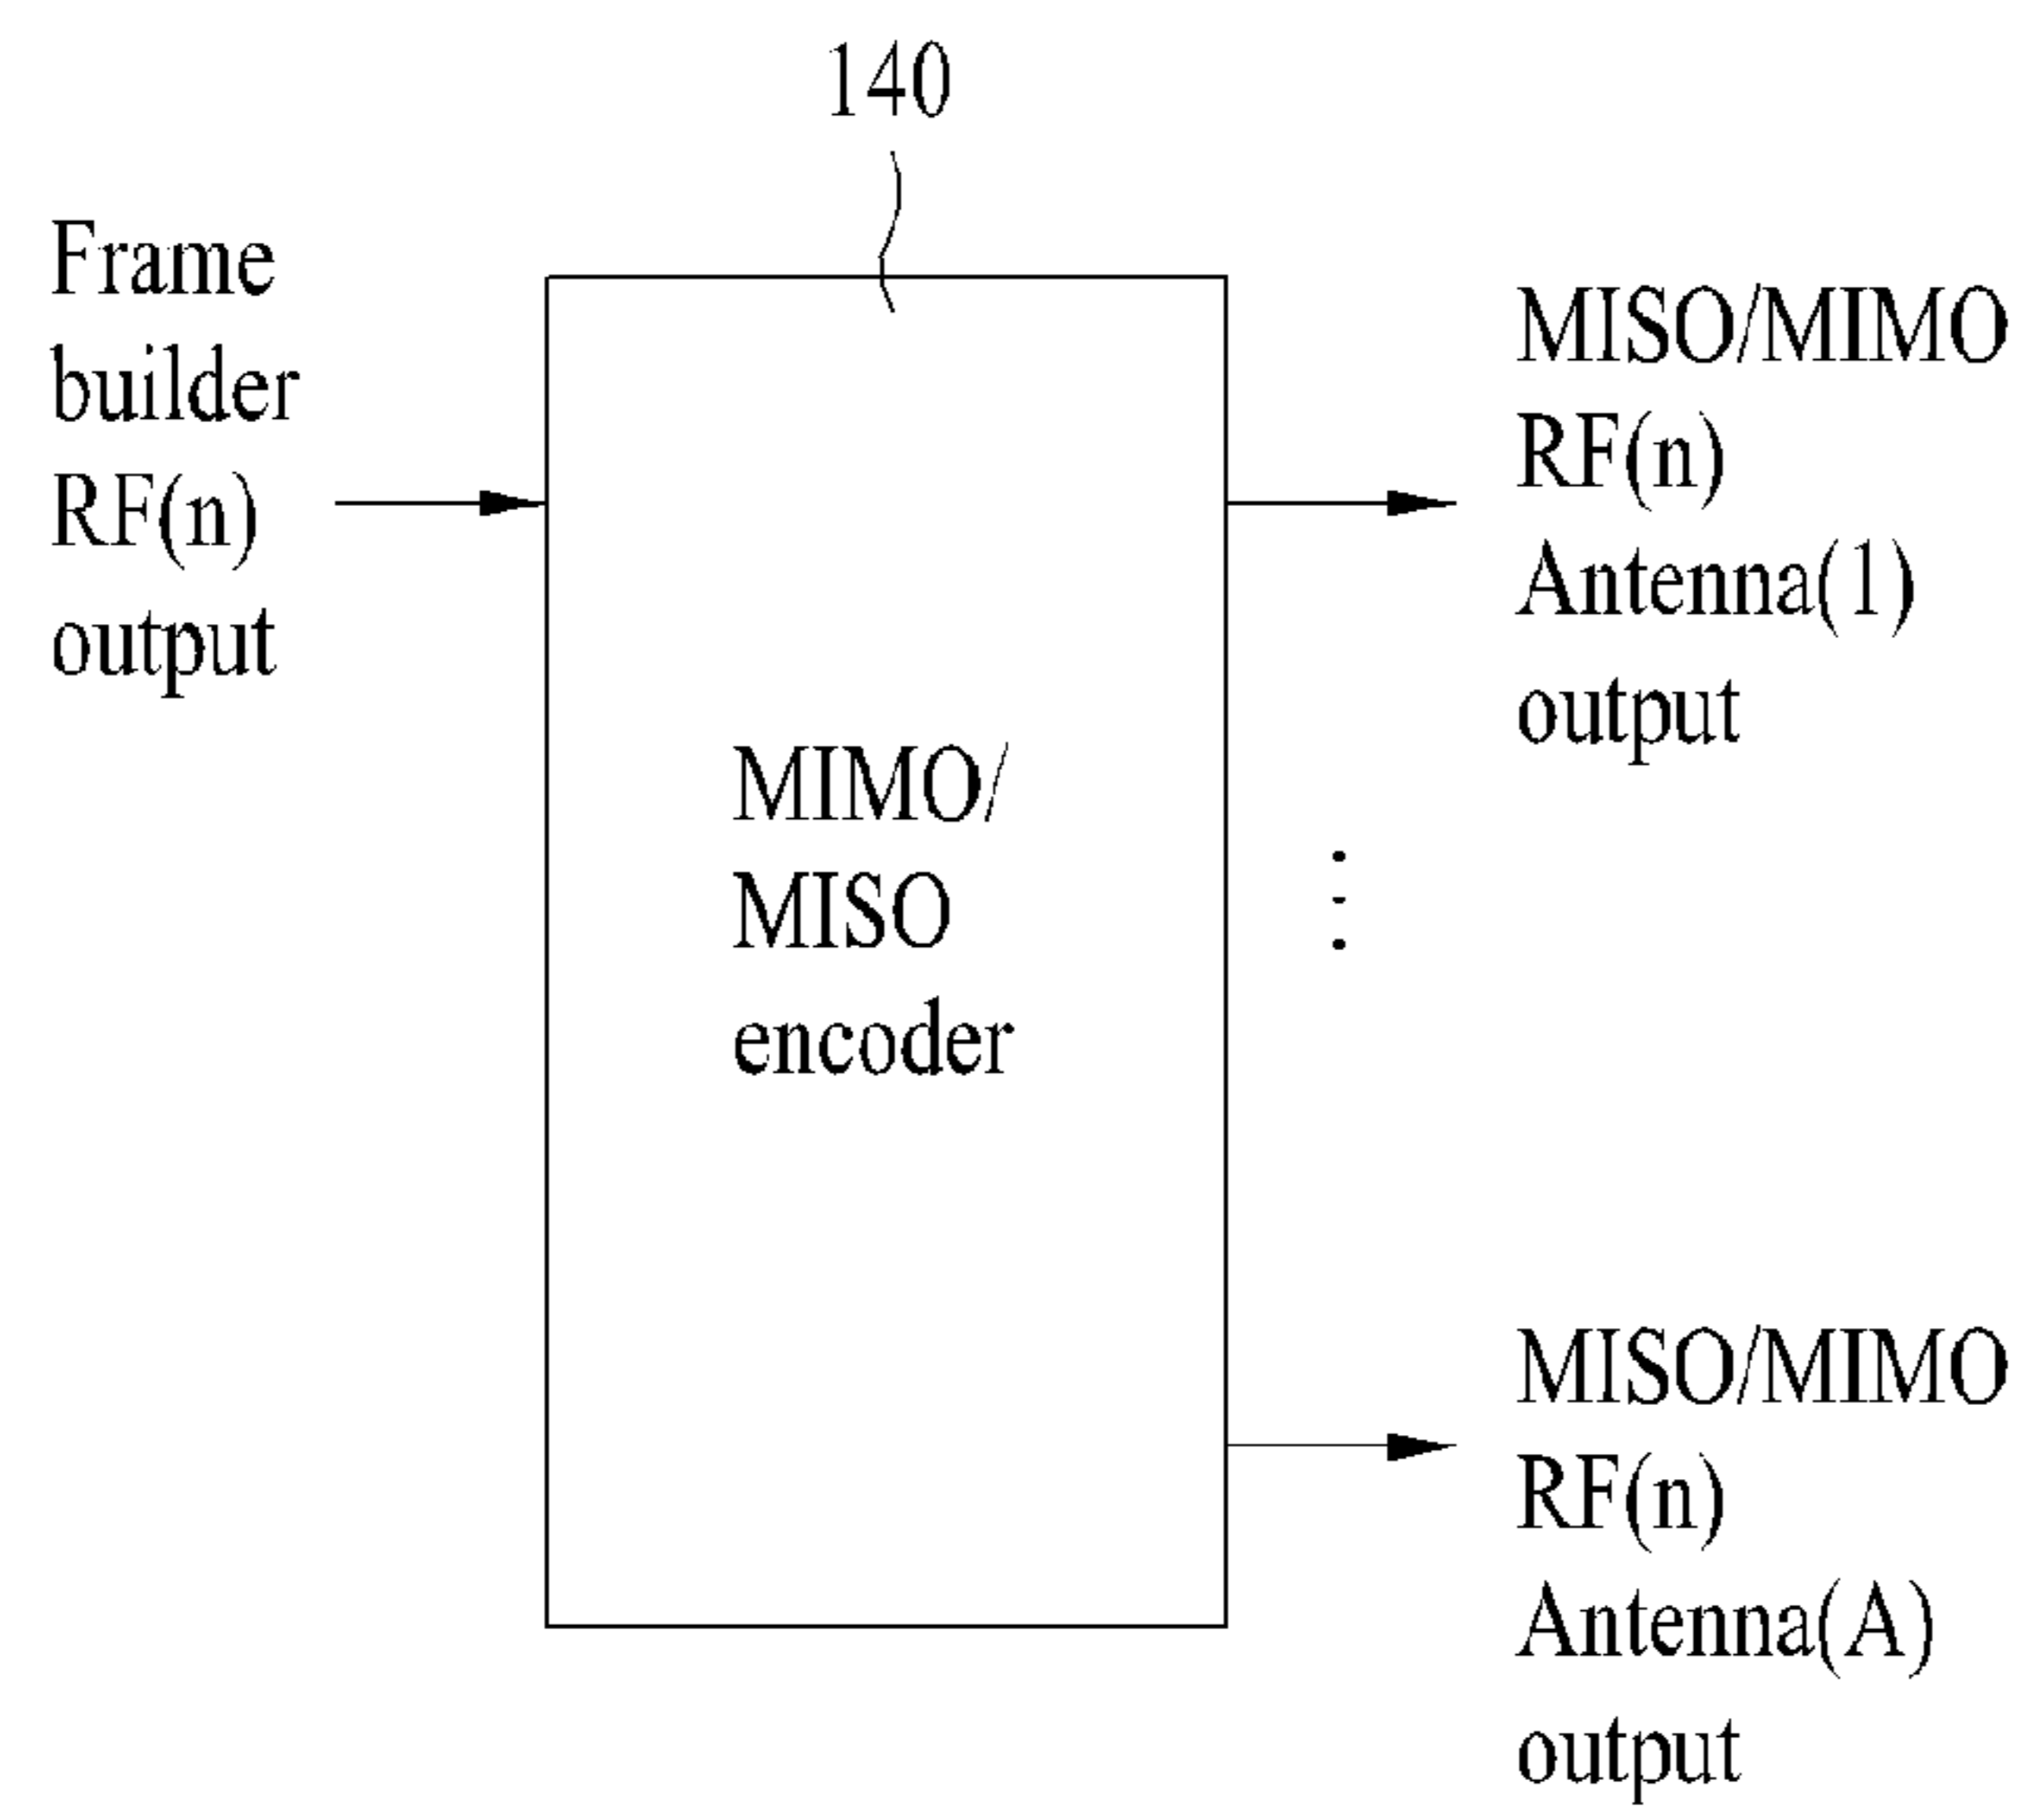 140
Frame
builder
RF(n)
output
MIMO/
MISO
encoder
MISO/MIMO
RF(n)
Antenna(1)
output
MISO/MIMO
RF(n)
Antenna(A)
output